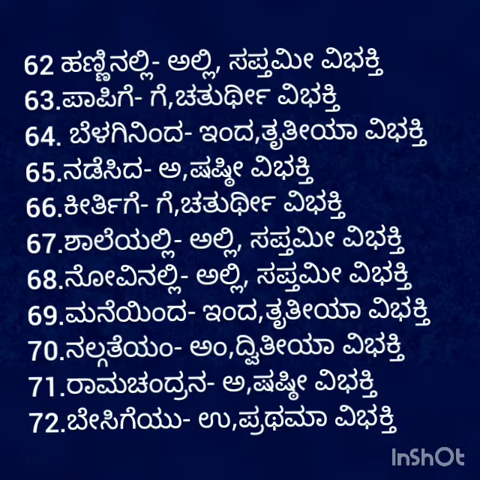 62 ಹಣ್ಣಿನಲ್ಲಿ- ಅಲ್ಲಿ, ಸಪ್ತಮೀ ವಿಭಕ್ತಿ
63.ಪಾಪಿಗೆ- ಗೆ,ಚತುರ್ಥೀ ವಿಭಕ್ತಿ
64. ಬೆಳಗಿನಿಂದ- ಇಂದ,ತೃತೀಯಾ ವಿಭಕ್ತಿ
65.ನಡೆಸಿದ- ಅ,ಷಷ್ಠೀ ವಿಭಕ್ತಿ
66.ಕೀರ್ತಿಗೆ- ಗೆ,ಚತುರ್ಥೀ ವಿಭಕ್ತಿ
67.ಶಾಲೆಯಲ್ಲಿ- ಅಲ್ಲಿ, ಸಪ್ತಮೀ ವಿಭಕ್ತಿ
68.ನೋವಿನಲ್ಲಿ- ಅಲ್ಲಿ, ಸಪ್ತಮೀ ವಿಭಕ್ತಿ
69.ಮನೆಯಿಂದ- ಇಂದ,ತೃತೀಯಾ ವಿಭಕ್ತಿ
70.ನಲ್ಗತೆಯಂ- ಅಂ,ದ್ವಿತೀಯಾ ವಿಭಕ್ತಿ
71.ರಾಮಚಂದ್ರನ- ಅ,ಷಷ್ಠೀ ವಿಭಕ್ತಿ
72.ಬೇಸಿಗೆಯು- ಉ,ಪ್ರಥಮಾ ವಿಭಕ್ತಿ
InShOt